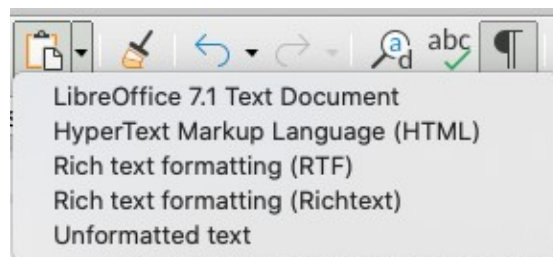 a
d
abc
¶
LibreOffice 7.1 Text Document
HyperText Markup Language (HTML)
Rich text formatting (RTF)
Rich text formatting (Richtext)
Unformatted text